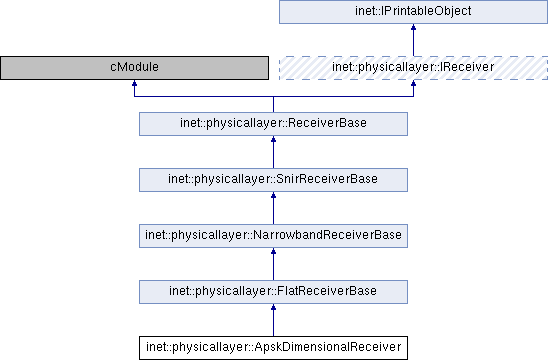 inet::IPrintableObject
cModule
inet::physicallayer::IReceiver
inet::physicallayer::ReceiverBase
inet::physicallayer::SnirReceiverBase
inet::physicallayer::NarrowbandReceiverBase
inet::physicallayer::FlatReceiverBase
inet::physicallayer::ApskDimensionalReceiver